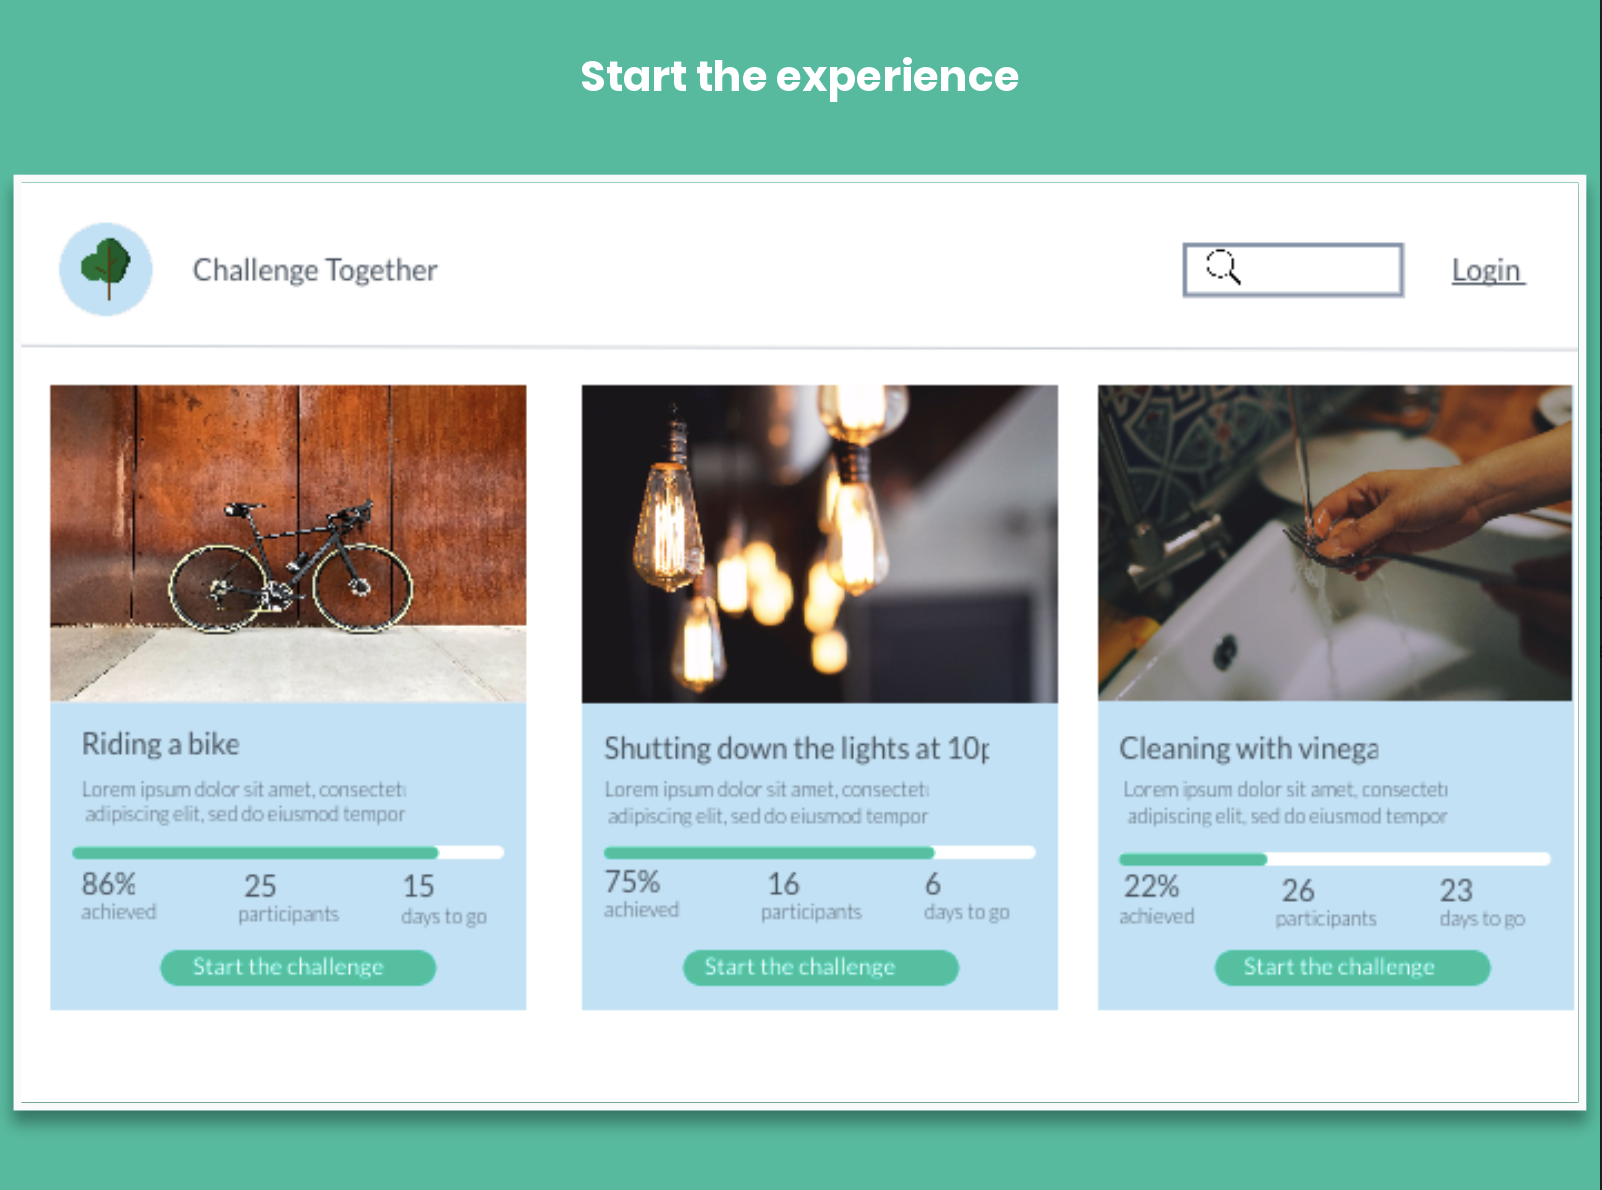 Start the experience
Challenge Together
Login
Riding a bike
Lorem ipsum dolor sit amet, consectet
adipiscing elit, sed do eiusmod tempor
86%
25
15
achieved
participants
days to go
Start the challenge
Shutting down the lights at 10p
Lorem ipsum dolor sit amet, consectet
adipiscing elit, sed do eiusmod tempor
75%
16
6
achieved
participants
days to go
Start the challenge
Cleaning with vinega
Lorem ipsum dolor sit amet, consectet
adipiscing elit, sed do eiusmod tempor
22%
26
23
achieved
participants
days to go
Start the challenge